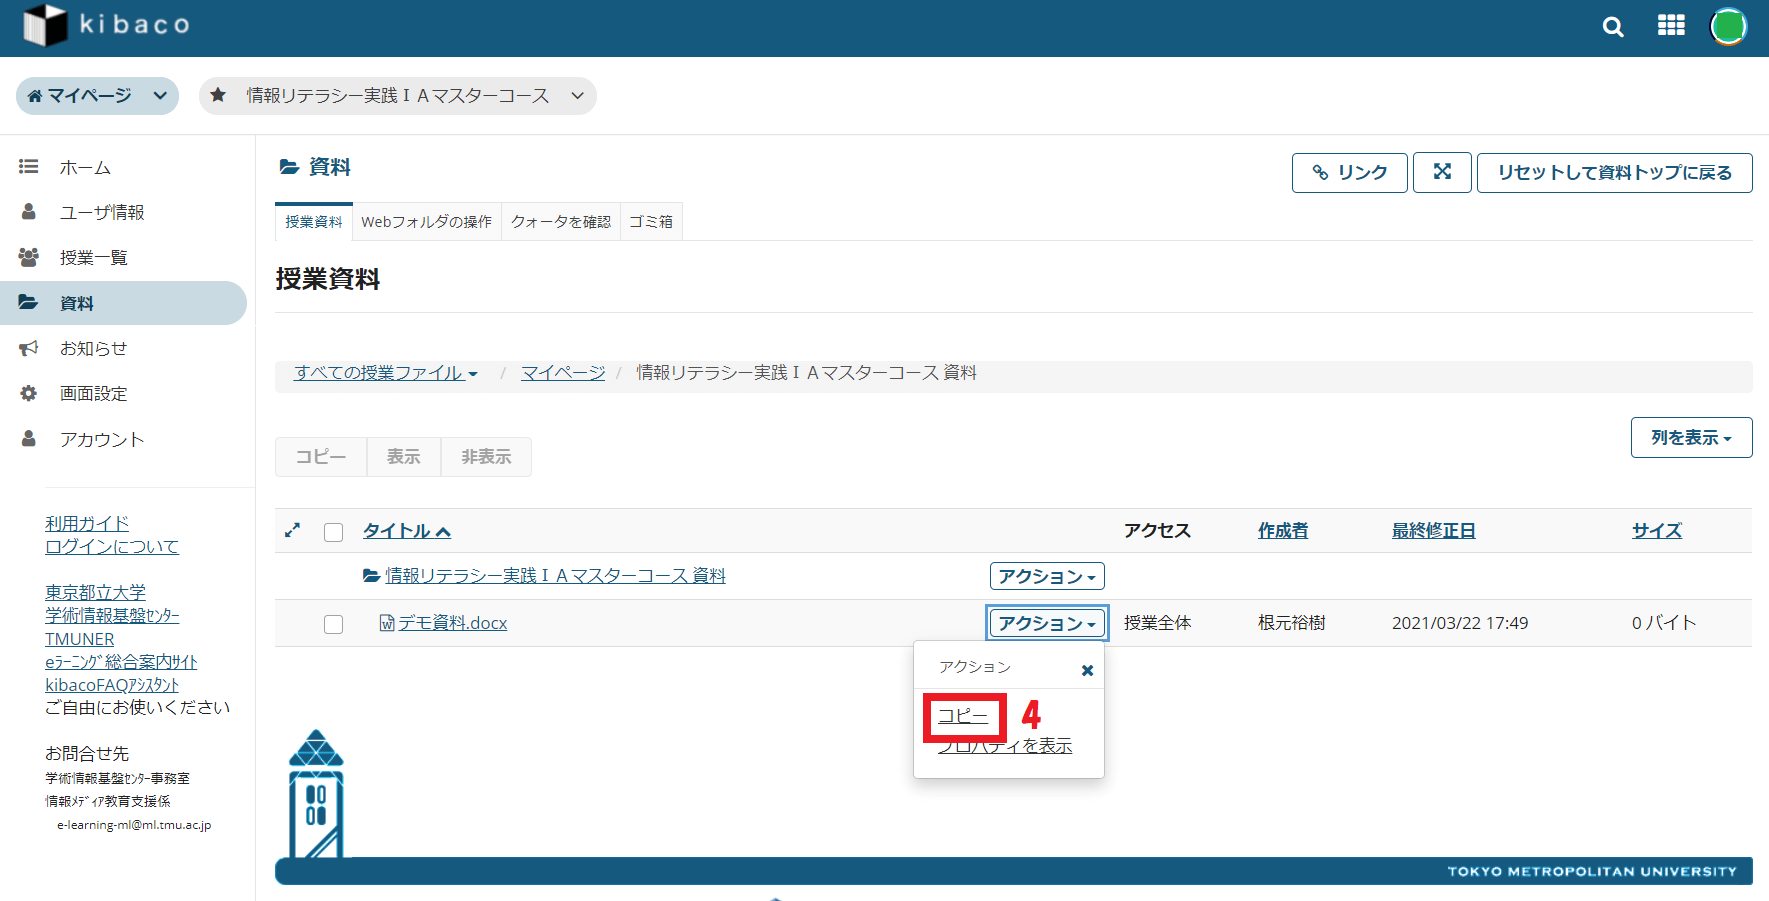 kibaco
マイページ
情報リテラシー実践ⅠAマスターコース
ホーム
ユーザ情報
授業一覧
資料
お知らせ
画面設定
アカウント
利用ガイド
ログインについて
東京都立大学
学術情報基盤ｾﾝﾀｰ
TMUNER
eﾗｰﾆﾝｸﾞ総合案内ｻｲﾄ
kibacoFAQｱｼｽﾀﾝﾄ
ご自由にお使いください
お問合せ先
学術情報基盤ｾﾝﾀｰ事務室
情報ﾒﾃﾞｨｱ教育支援係
e-learning-ml@ml.tmu.ac.jp
資料
リンク
リセットして資料トップに戻る
授業資料 Webフォルダの操作 クォータを確認 ゴミ箱
授業資料
すべての授業ファイル / マイページ / 情報リテラシー実践ⅠAマスターコース 資料
列を表示
コピー 表示 非表示
タイトル アクセス 作成者 最終修正日 サイズ
情報リテラシー実践ⅠAマスターコース 資料 アクション
デモ資料.docx アクション 授業全体 根元裕樹 2021/03/22 17:49 0 バイト
アクション
コピー 4
プロパティを表示
TOKYO METROPOLITAN UNIVERSITY